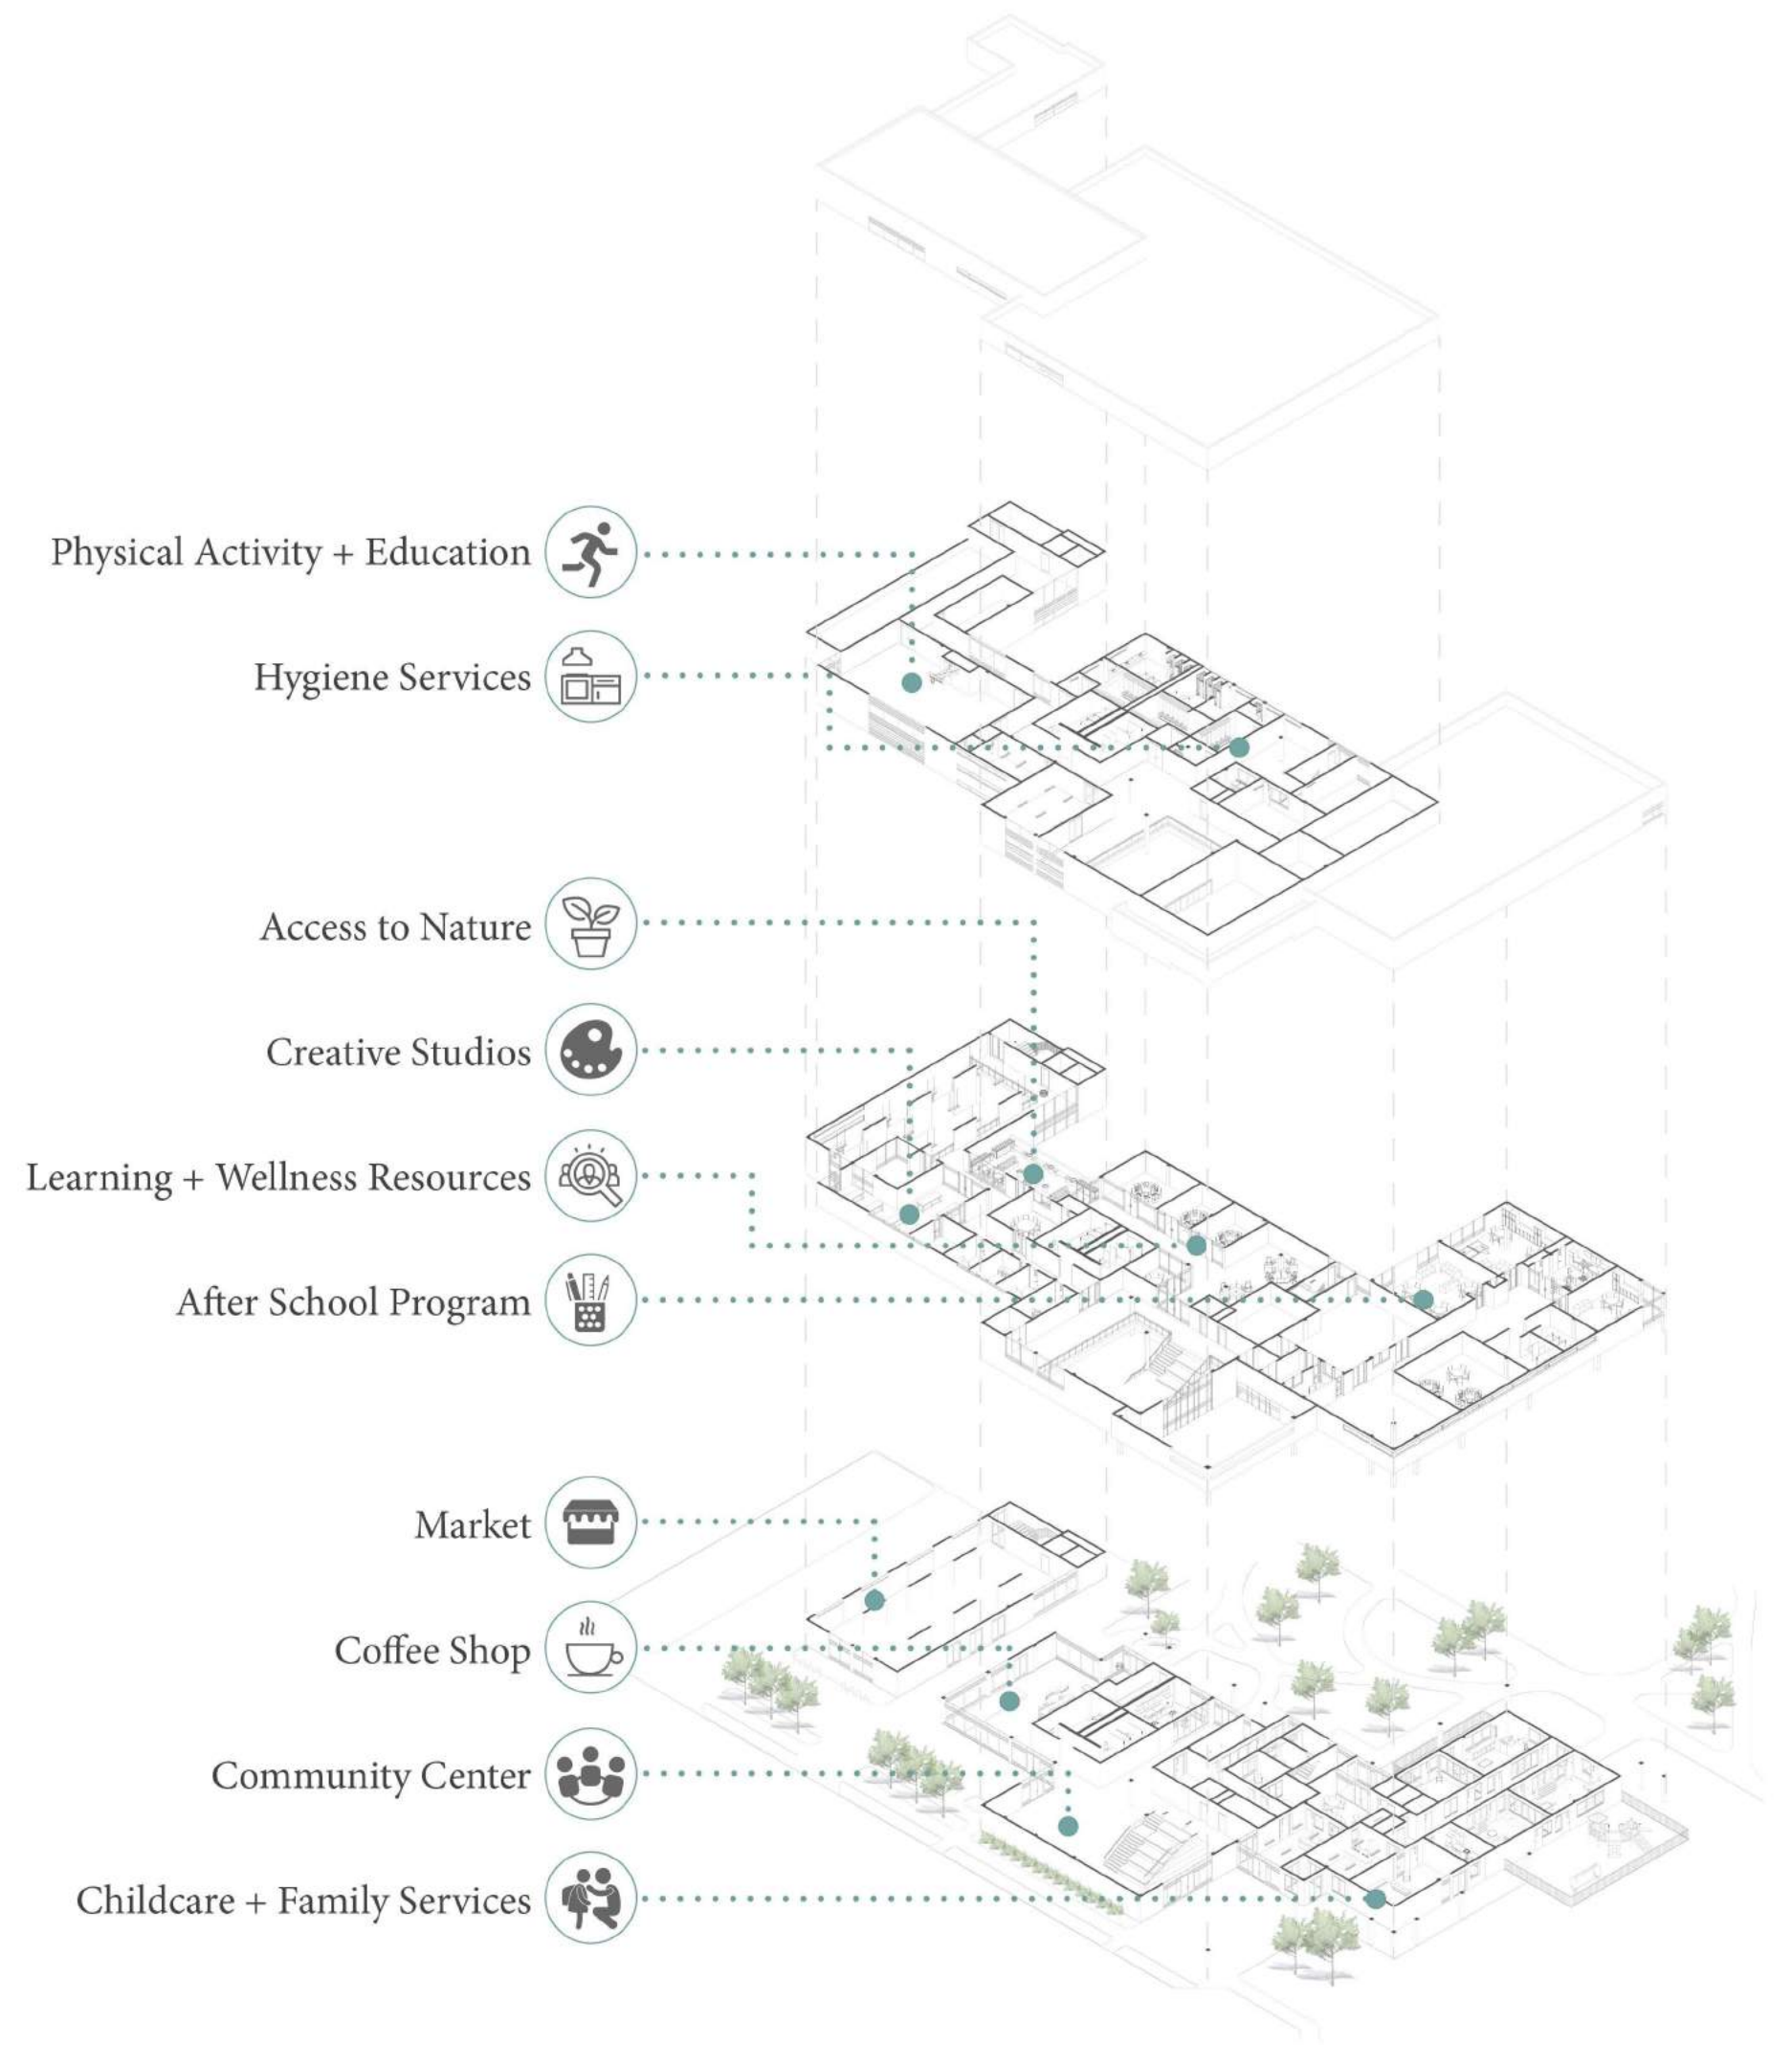 Physical Activity + Education
Hygiene Services
Access to Nature
Creative Studios
Learning + Wellness Resources
After School Program
Market
Coffee Shop
Community Center
Childcare + Family Services